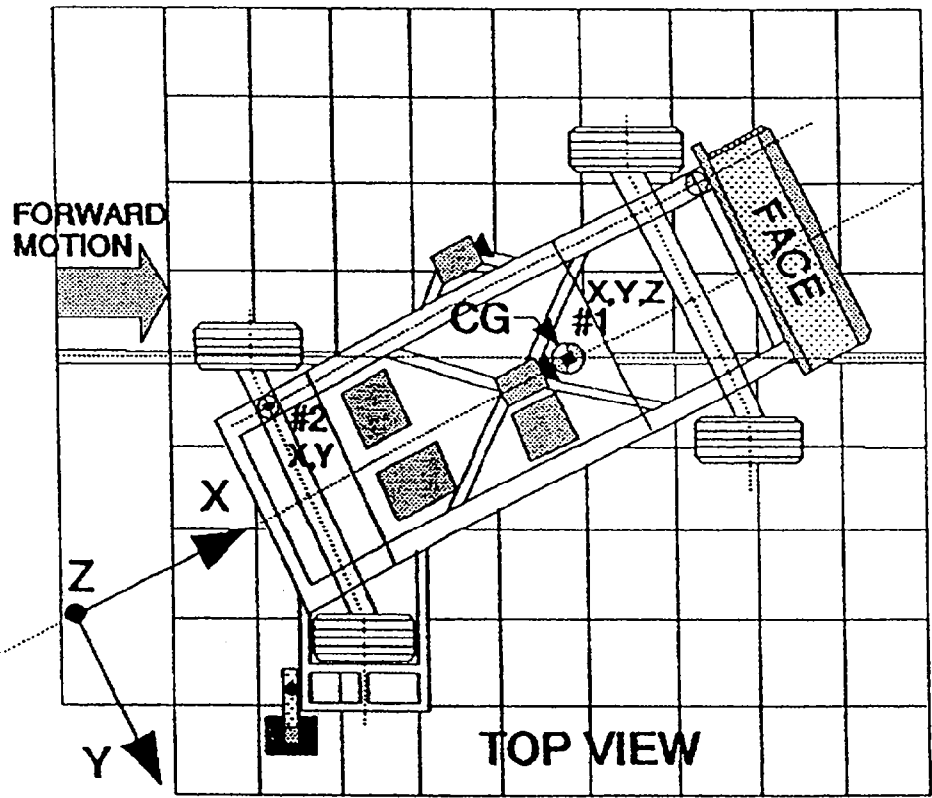 FORWARD
MOTION
FACE
X,Y,Z
CG
#1
#2
X,Y
X
Z
Y
TOP VIEW